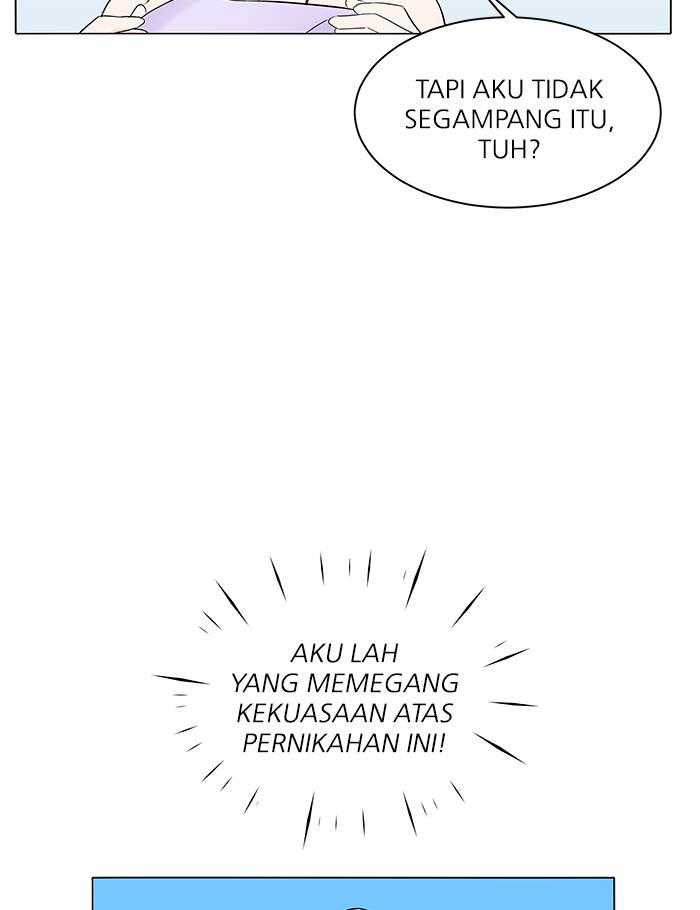 TAPI AKU TIDAK
SEGAMPANG ITU,
TUH?
AKU LAH
YANG MEMEGANG
KEKUASAAN ATAS
PERNIKAHAN INI!